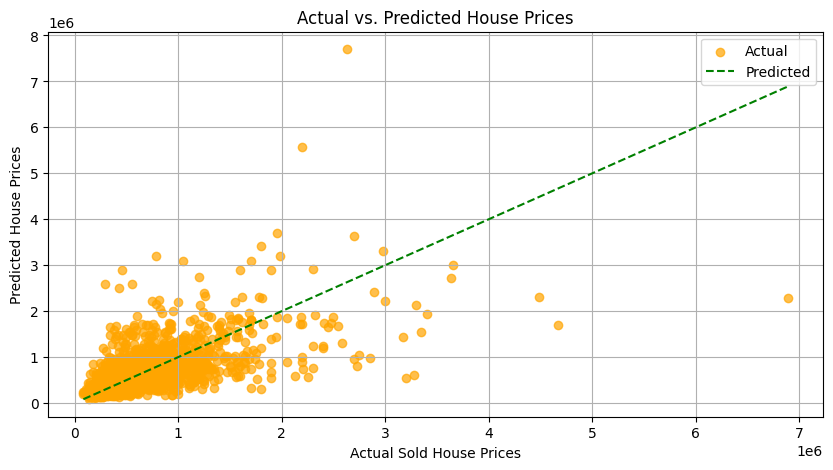 Actual vs. Predicted House Prices
1e6
8
7
6
5
4
3
2
1
0
Predicted House Prices
Actual
Predicted
0 1 2 3 4 5 6 7
1e6
Actual Sold House Prices